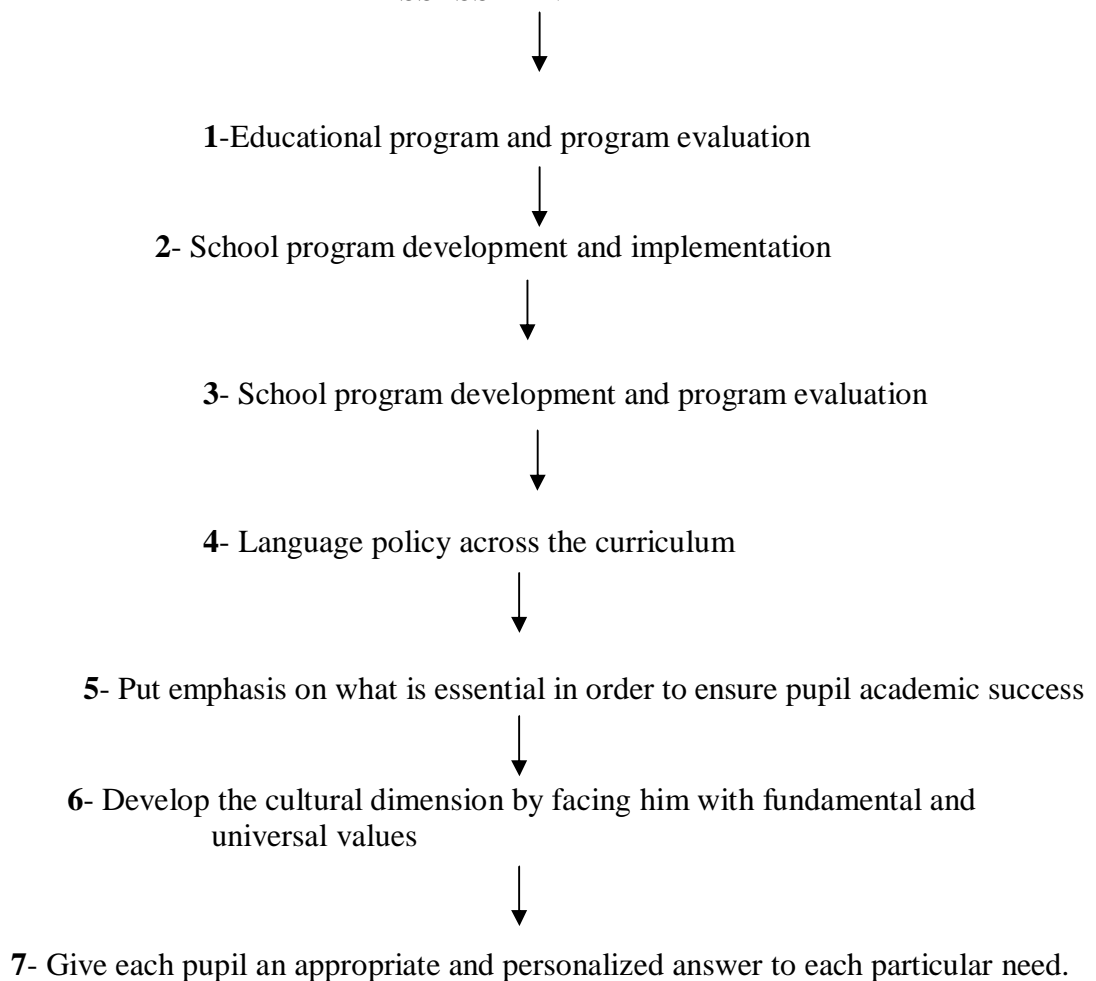 1-Educational program and program evaluation
2- School program development and implementation
3- School program development and program evaluation
4- Language policy across the curriculum
5- Put emphasis on what is essential in order to ensure pupil academic success
6- Develop the cultural dimension by facing him with fundamental and
universal values
7- Give each pupil an appropriate and personalized answer to each particular need.